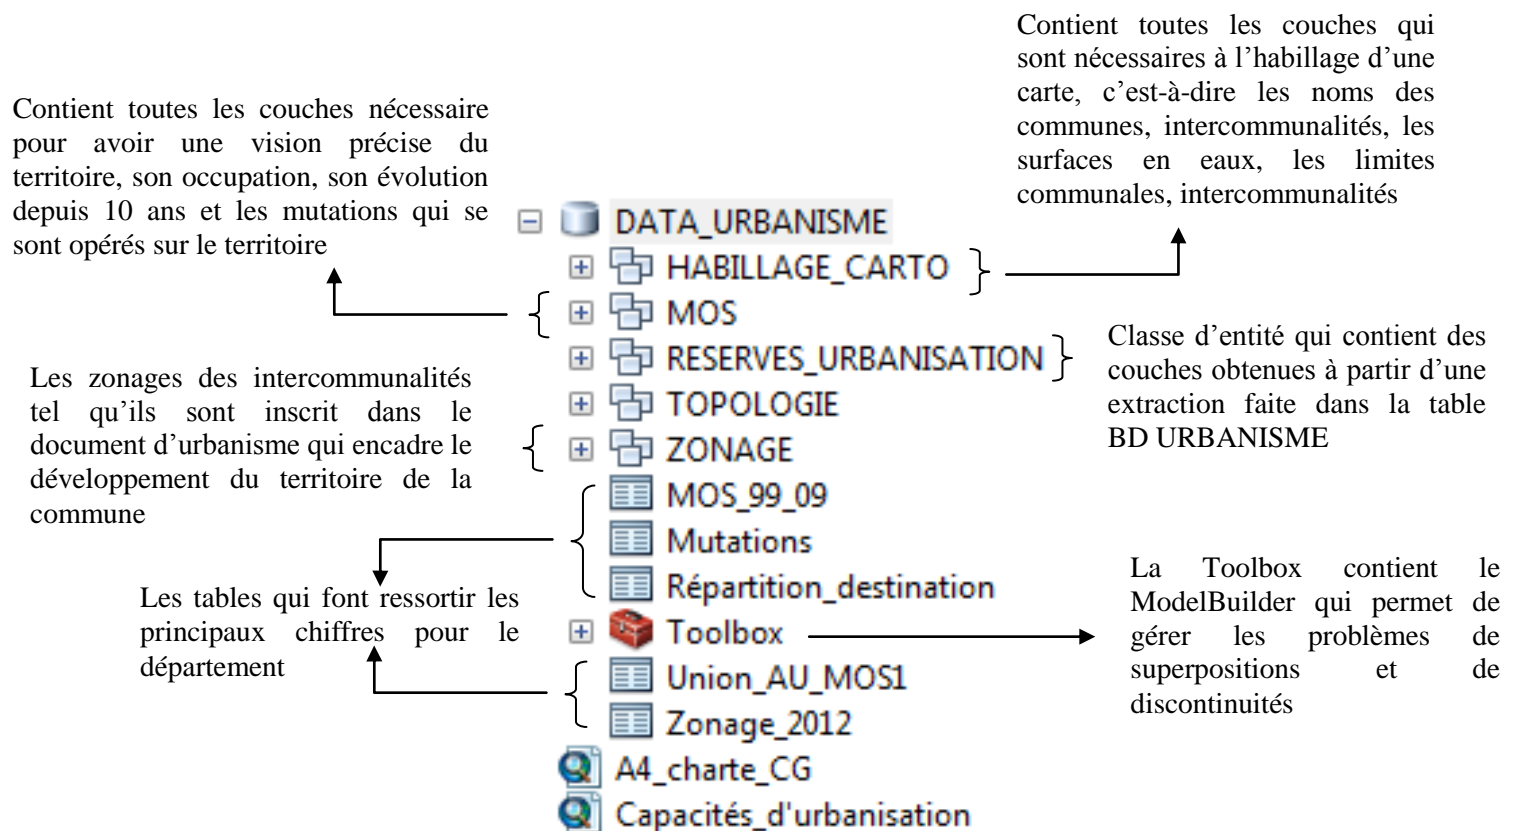 Contient toutes les couches qui
sont nécessaires à l’habillage d’une
carte, c’est-à-dire les noms des
communes, intercommunalités, les
surfaces en eaux, les limites
communales, intercommunalités
Contient toutes les couches nécessaire
pour avoir une vision précise du
territoire, son occupation, son évolution
depuis 10 ans et les mutations qui se
sont opérés sur le territoire
DATA_URBANISME
HABILLAGE_CARTO
MOS
RESERVES_URBANISATION
TOPOLOGIE
ZONAGE
MOS_99_09
Mutations
Répartition_destination
Toolbox
Union_AU_MOS1
Zonage_2012
A4_charte_CG
Capacités_d'urbanisation
Classe d’entité qui contient des
couches obtenues à partir d’une
extraction faite dans la table
BD URBANISME
Les zonages des intercommunalités
tel qu’ils sont inscrit dans le
document d’urbanisme qui encadre le
développement du territoire de la
commune
Les tables qui font ressortir les
principaux chiffres pour le
département
La Toolbox contient le
ModelBuilder qui permet de
gérer les problèmes de
superpositions et de
discontinuités